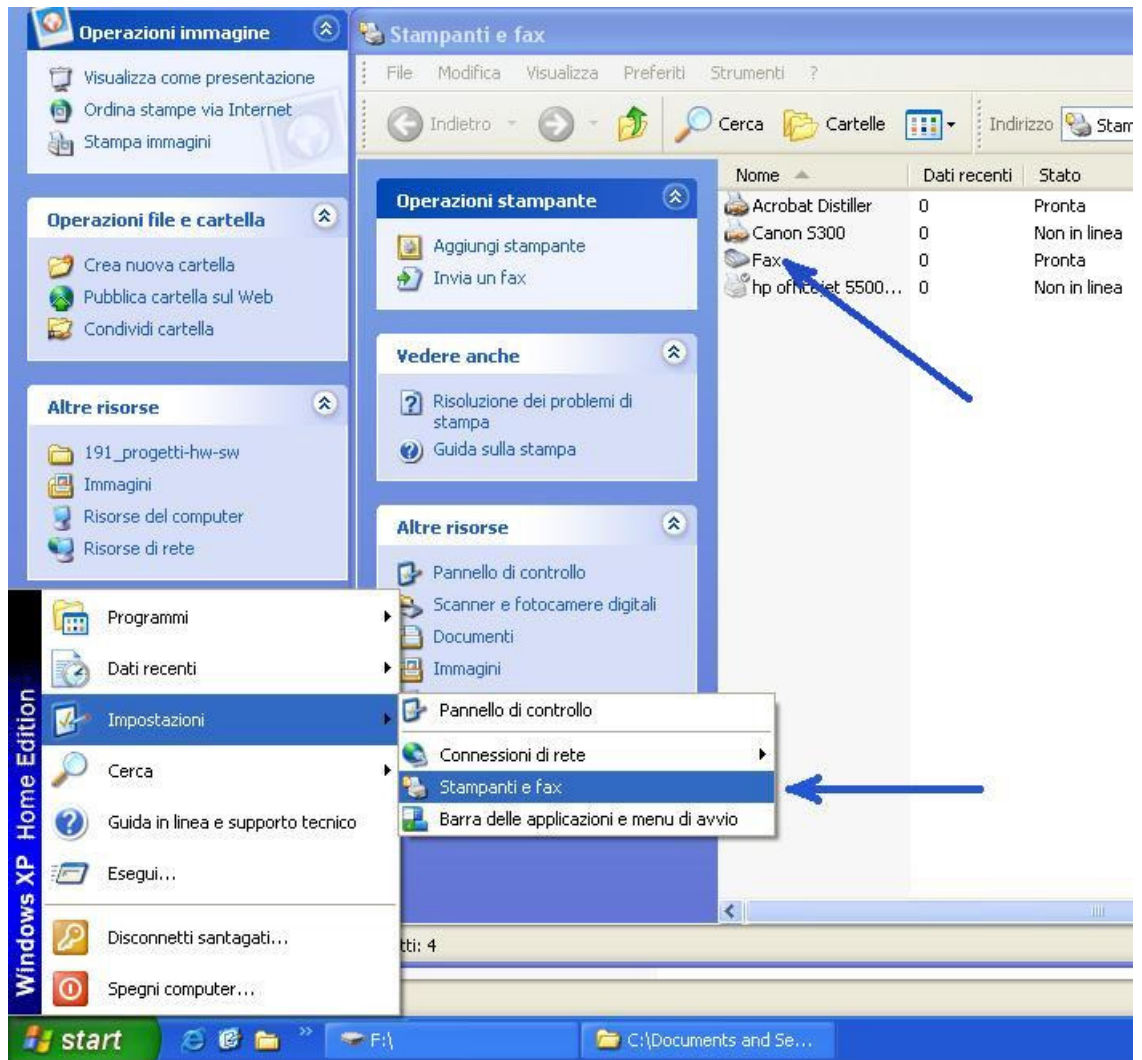 Operazioni immagine
Visualizza come presentazione
Ordina stampe via Internet
Stampa immagini
Operazioni file e cartella
Crea nuova cartella
Pubblica cartella sul Web
Condividi cartella
Altre risorse
191_progetti-hw-sw
Immagini
Risorse del computer
Risorse di rete
Stampanti e fax
File Modifica Visualizza Preferiti Strumenti ?
Indietro Cerca Cartelle Indirizzo Stam
Operazioni stampante
Aggiungi stampante
Invia un fax
Vedere anche
Risoluzione dei problemi di
stampa
Guida sulla stampa
Altre risorse
Pannello di controllo
Scanner e fotocamere digitali
Documenti
Immagini
Nome Dati recenti Stato
Acrobat Distiller 0 Pronta
Canon S300 0 Non in linea
Fax 0 Pronta
hp officejet 5500... 0 Non in linea
Windows XP Home Edition
Programmi
Dati recenti
Impostazioni
Cerca
Guida in linea e supporto tecnico
Esegui...
Disconnetti santagati...
Spegni computer...
Pannello di controllo
Connessioni di rete
Stampanti e fax
Barra delle applicazioni e menu di avvio
tti: 4
start F:\ C:\Documents and Se...